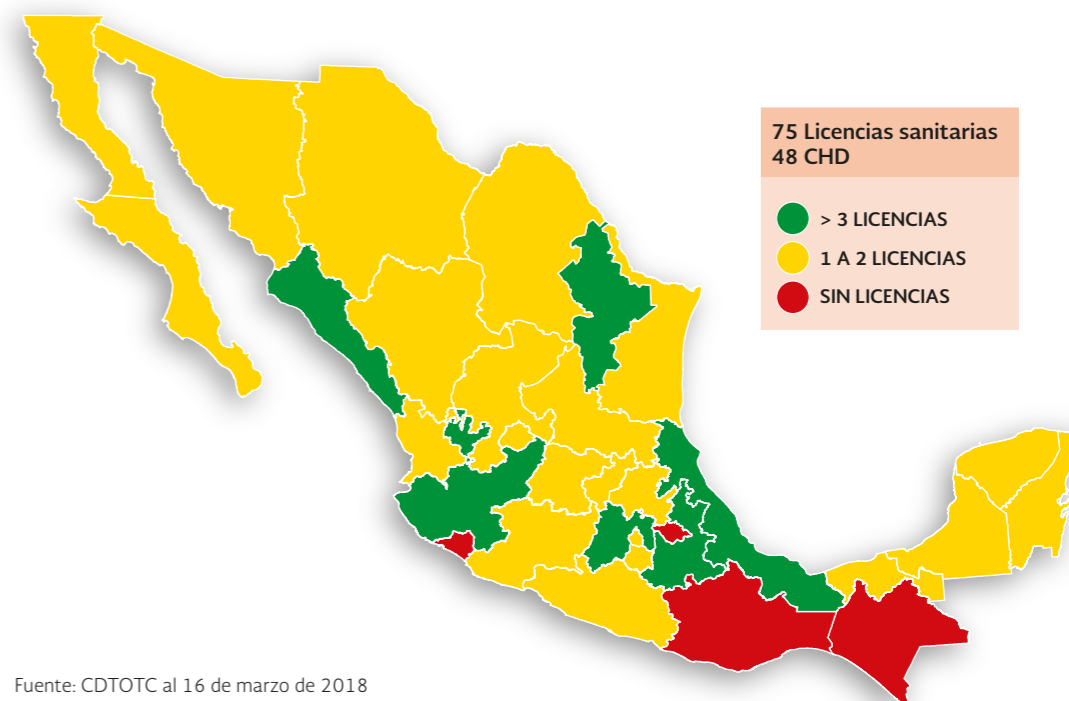 75 Licencias sanitarias
48 CHD
> 3 LICENCIAS
1 A 2 LICENCIAS
SIN LICENCIAS
Fuente: CDTOTC al 16 de marzo de 2018